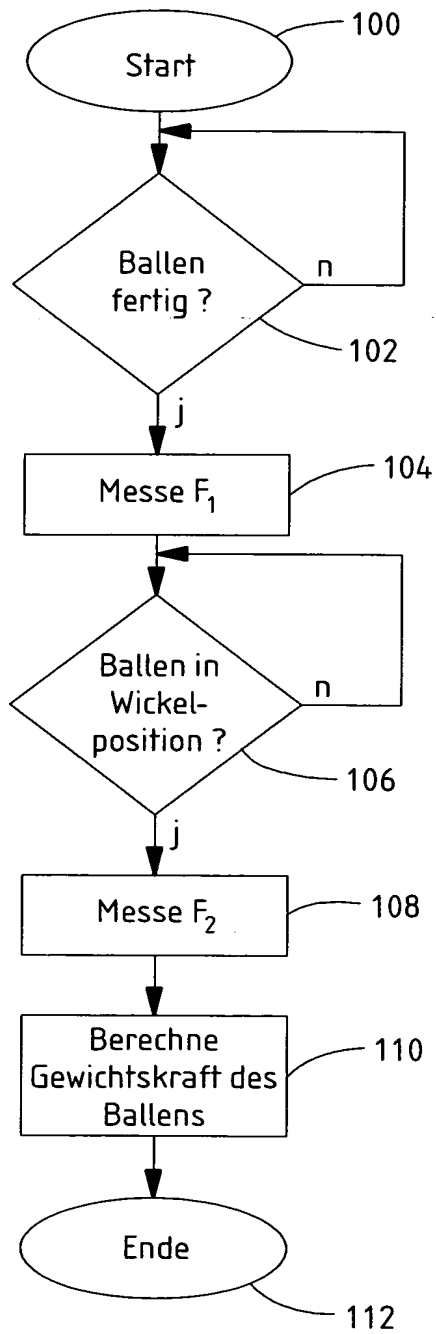 100
Start
Ballen
fertig ?
n
102
j
104
Messe F₁
Ballen in
Wickel-
position ?
n
106
j
108
Messe F₂
Berechne
Gewichtskraft des
Ballens
110
Ende
112